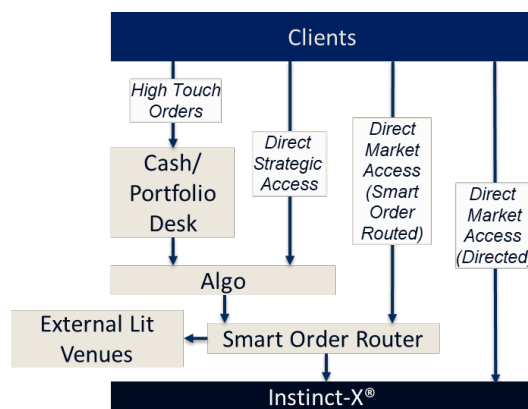 Clients
High Touch
Orders
Cash/
Portfolio
Desk
Direct
Strategic
Access
Direct
Market
Access
(Smart
Order
Routed)
Direct
Market
Access
(Directed)
Algo
External Lit
Venues
Smart Order Router
Instinct-X®